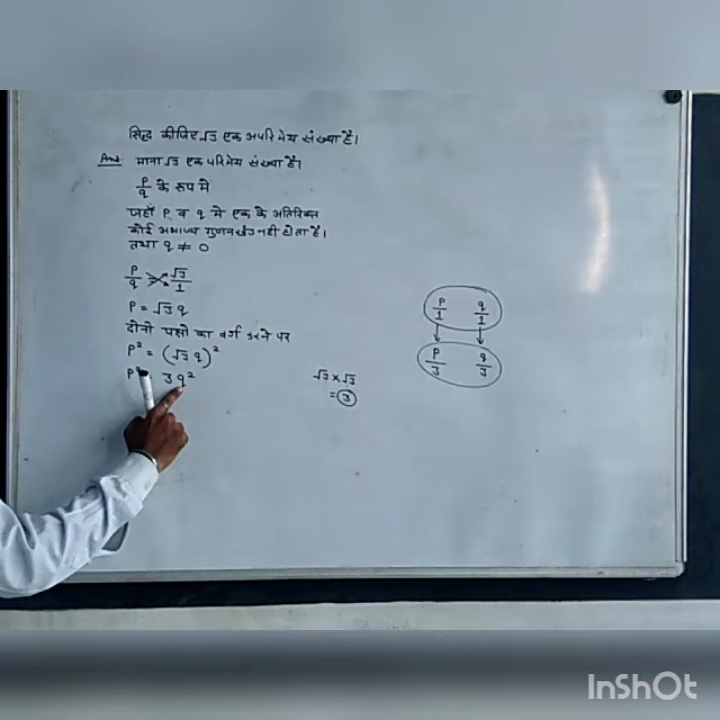 सिद्ध कीजिए √3 एक अपरिमेय संख्या है।
Ans माना √3 एक परिमेय संख्या है।
p/q के रूप मे
जहाँ P व q मे एक के अतिरिक्त
कोई अभाज्य गुणनखंड नही होता है।
तथा q ≠ 0
P/q √3/1
P = √3 q
दोनो पक्षो का वर्ग करने पर
P² = (√3 q)²
P² = 3q²
√3 × √3
= 3
P/1 q/1
P/3 q/3
InShOt